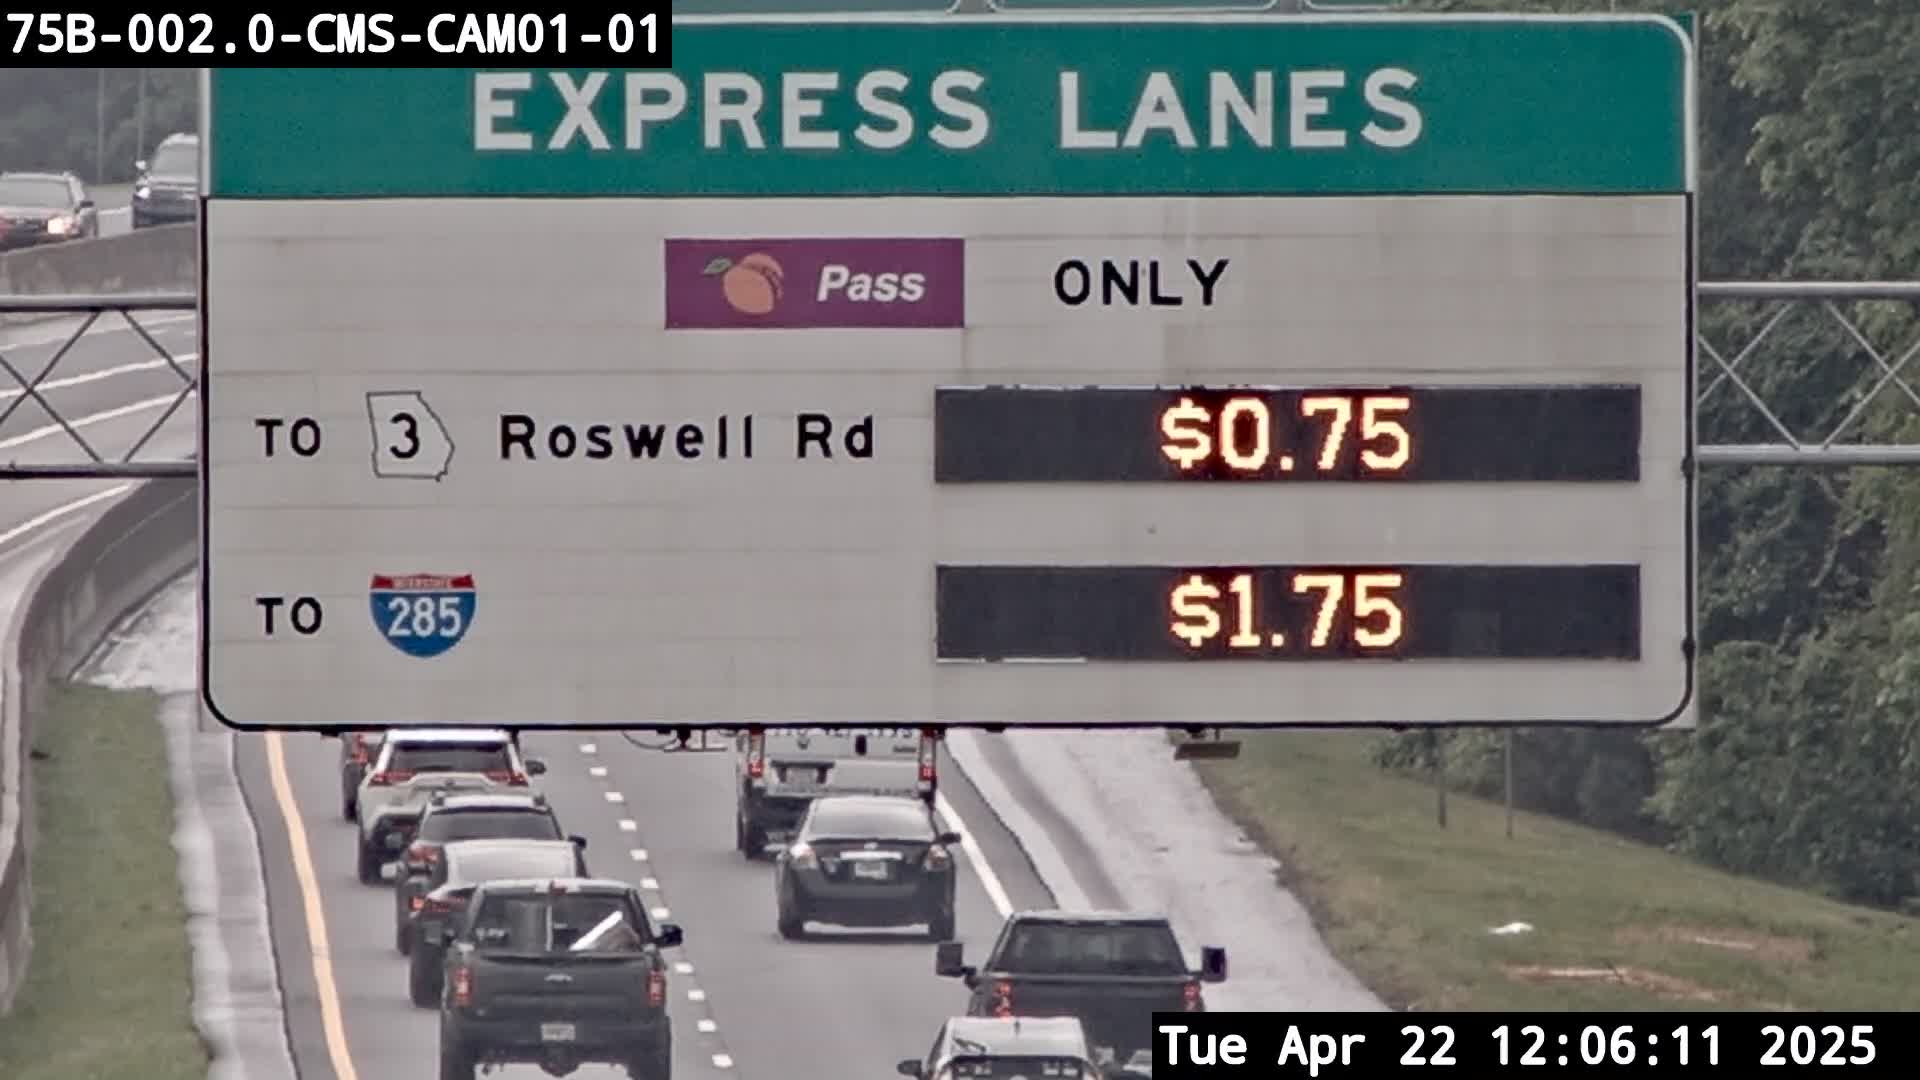 75B-002.0-CMS-CAM01-01
EXPRESS LANES
Pass ONLY
TO 3 Roswell Rd $0.75
TO INTERSTATE 285 $1.75
Tue Apr 22 12:06:11 2025